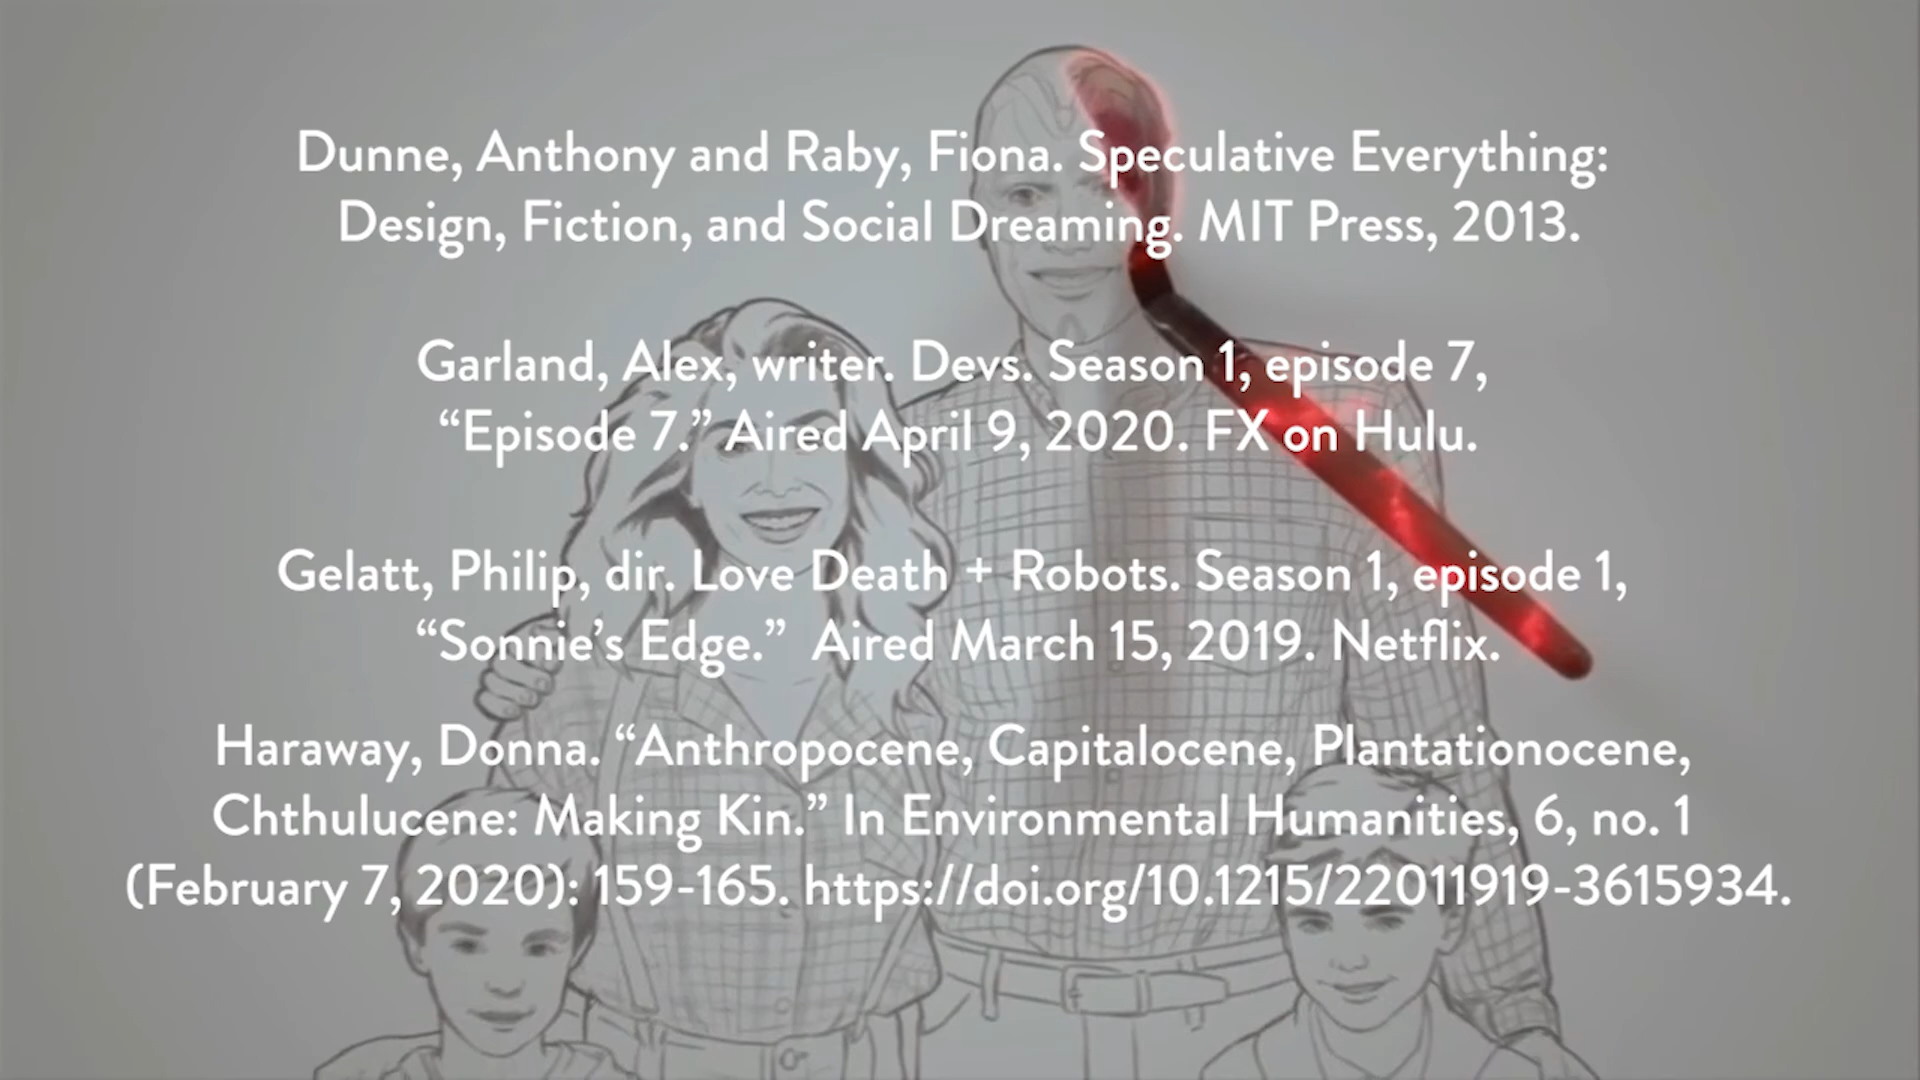 Dunne, Anthony and Raby, Fiona. Speculative Everything:
Design, Fiction, and Social Dreaming. MIT Press, 2013.
Garland, Alex, writer. Devs. Season 1, episode 7,
“Episode 7.” Aired April 9, 2020. FX on Hulu.
Gelatt, Philip, dir. Love Death + Robots. Season 1, episode 1,
“Sonnie’s Edge.”  Aired March 15, 2019. Netflix.
Haraway, Donna. “Anthropocene, Capitalocene, Plantationocene,
Chthulucene: Making Kin.” In Environmental Humanities, 6, no. 1
(February 7, 2020): 159-165. https://doi.org/10.1215/22011919-3615934.